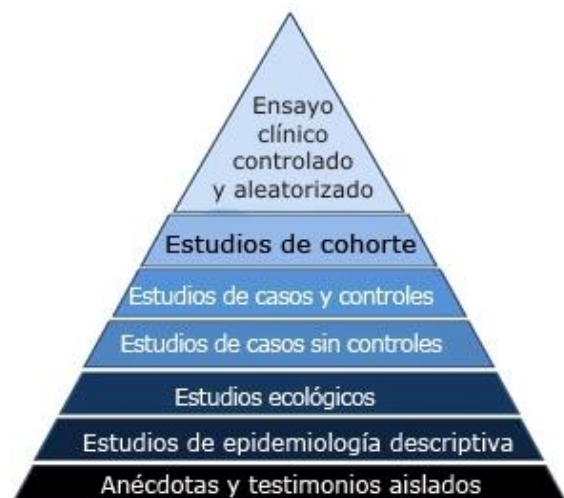 Ensayo
clínico
controlado
y aleatorizado
Estudios de cohorte
Estudios de casos y controles
Estudios de casos sin controles
Estudios ecológicos
Estudios de epidemiología descriptiva
Anécdotas y testimonios aislados